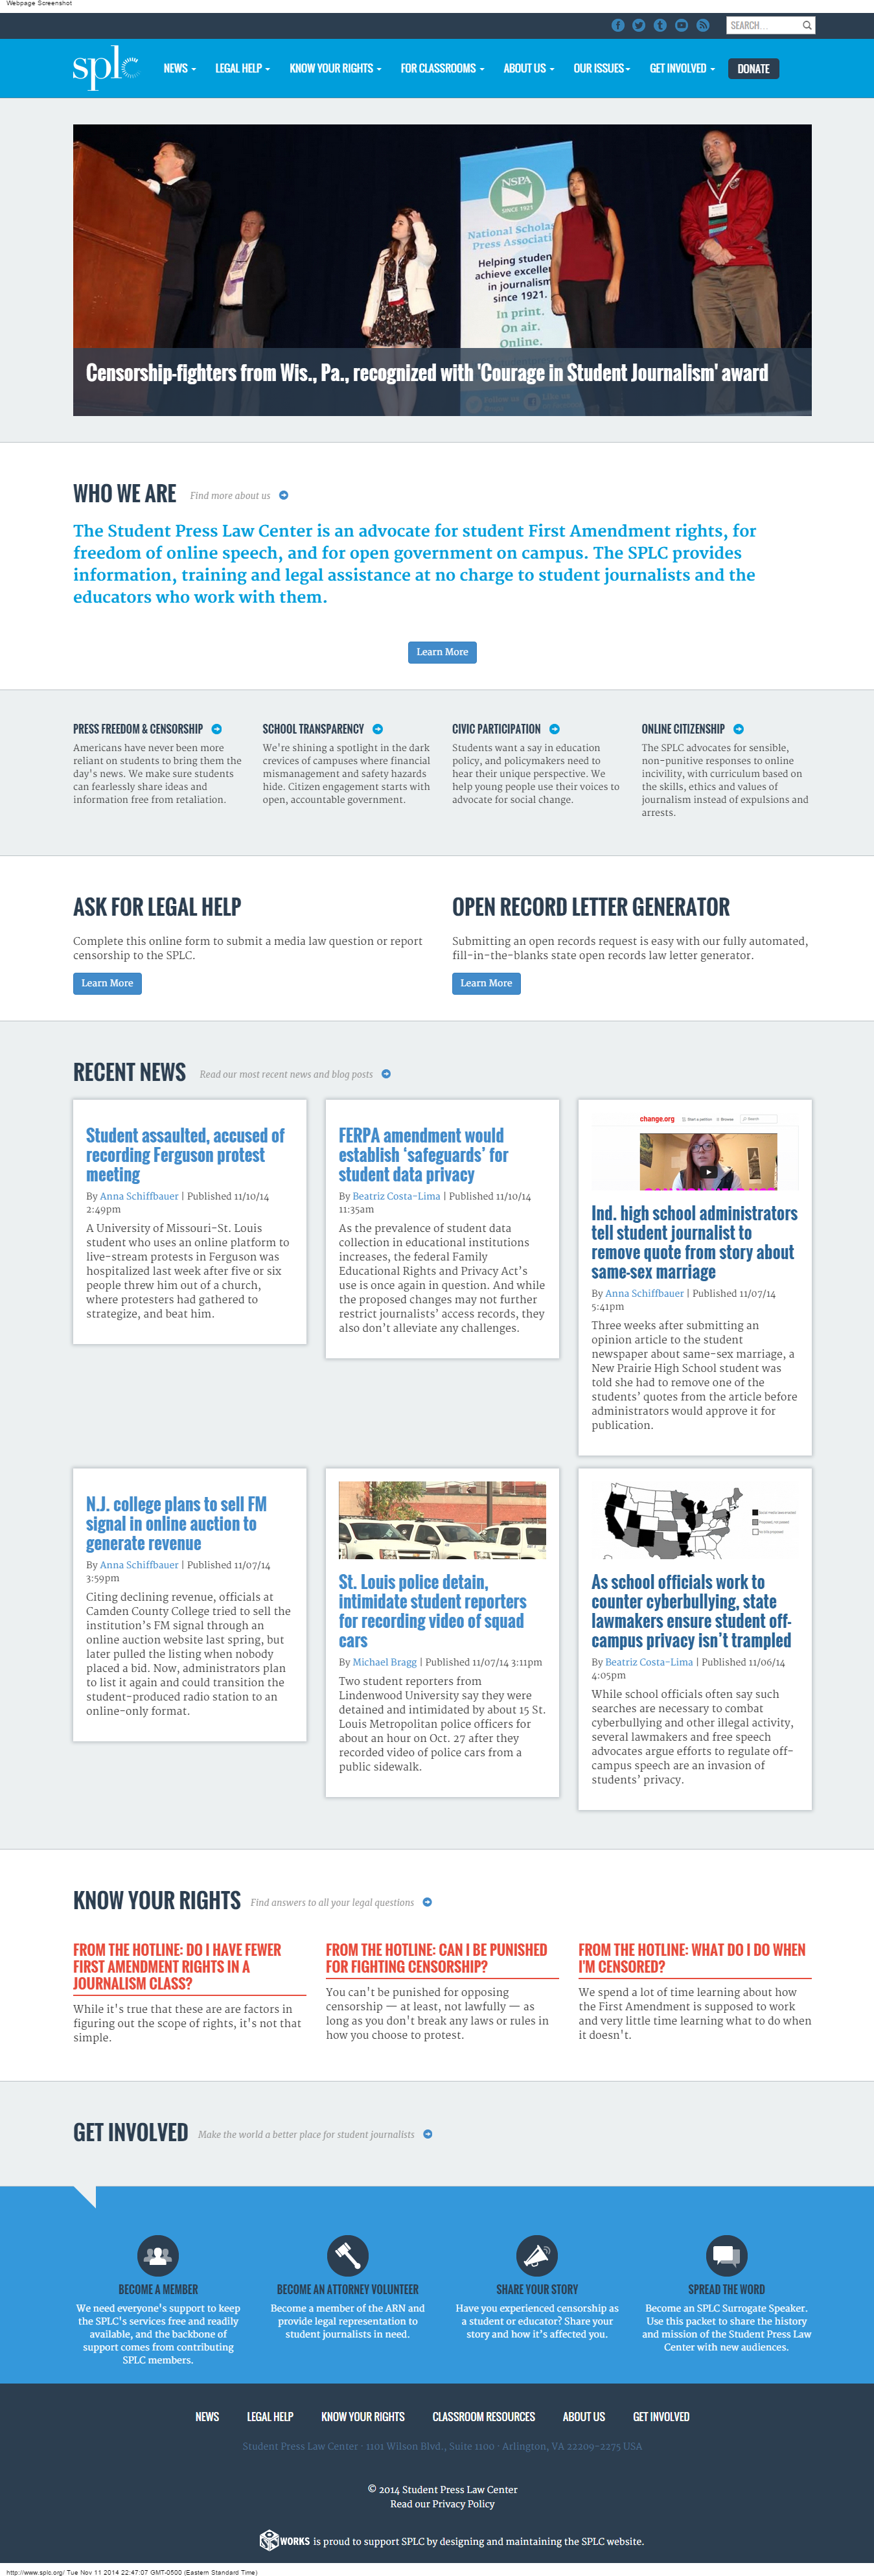 Webpage Screenshot
SEARCH...
splc
NEWS
LEGAL HELP
KNOW YOUR RIGHTS
FOR CLASSROOMS
ABOUT US
OUR ISSUES
GET INVOLVED
DONATE
NSPA
SINCE 1921
National Schola
Press Associati
Helping studen
achieve excellen
in journalism
since 1921.
In print.
On air.
Online.
Censorship-fighters from Wis., Pa., recognized with 'Courage in Student Journalism' award
WHO WE ARE Find more about us
The Student Press Law Center is an advocate for student First Amendment rights, for
freedom of online speech, and for open government on campus. The SPLC provides
information, training and legal assistance at no charge to student journalists and the
educators who work with them.
Learn More
PRESS FREEDOM & CENSORSHIP
Americans have never been more
reliant on students to bring them the
day's news. We make sure students
can fearlessly share ideas and
information free from retaliation.
SCHOOL TRANSPARENCY
We're shining a spotlight in the dark
crevices of campuses where financial
mismanagement and safety hazards
hide. Citizen engagement starts with
open, accountable government.
CIVIC PARTICIPATION
Students want a say in education
policy, and policymakers need to
hear their unique perspective. We
help young people use their voices to
advocate for social change.
ONLINE CITIZENSHIP
The SPLC advocates for sensible,
non-punitive responses to online
incivility, with curriculum based on
the skills, ethics and values of
journalism instead of expulsions and
arrests.
ASK FOR LEGAL HELP
Complete this online form to submit a media law question or report
censorship to the SPLC.
Learn More
OPEN RECORD LETTER GENERATOR
Submitting an open records request is easy with our fully automated,
fill-in-the-blanks state open records law letter generator.
Learn More
RECENT NEWS Read our most recent news and blog posts
Student assaulted, accused of
recording Ferguson protest
meeting
By Anna Schiffbauer | Published 11/10/14
2:49pm
A University of Missouri-St. Louis
student who uses an online platform to
live-stream protests in Ferguson was
hospitalized last week after five or six
people threw him out of a church,
where protesters had gathered to
strategize, and beat him.
FERPA amendment would
establish ‘safeguards’ for
student data privacy
By Beatriz Costa-Lima | Published 11/10/14
11:35am
As the prevalence of student data
collection in educational institutions
increases, the federal Family
Educational Rights and Privacy Act’s
use is once again in question. And while
the proposed changes may not further
restrict journalists’ access records, they
also don’t alleviate any challenges.
change.org
Start a petition
Browse
Search
Ind. high school administrators
tell student journalist to
remove quote from story about
same-sex marriage
By Anna Schiffbauer | Published 11/07/14
5:41pm
Three weeks after submitting an
opinion article to the student
newspaper about same-sex marriage, a
New Prairie High School student was
told she had to remove one of the
students’ quotes from the article before
administrators would approve it for
publication.
N.J. college plans to sell FM
signal in online auction to
generate revenue
By Anna Schiffbauer | Published 11/07/14
3:59pm
Citing declining revenue, officials at
Camden County College tried to sell the
institution’s FM signal through an
online auction website last spring, but
later pulled the listing when nobody
placed a bid. Now, administrators plan
to list it again and could transition the
student-produced radio station to an
online-only format.
St. Louis police detain,
intimidate student reporters
for recording video of squad
cars
By Michael Bragg | Published 11/07/14 3:11pm
Two student reporters from
Lindenwood University say they were
detained and intimidated by about 15 St.
Louis Metropolitan police officers for
about an hour on Oct. 27 after they
recorded video of police cars from a
public sidewalk.
As school officials work to
counter cyberbullying, state
lawmakers ensure student off-
campus privacy isn’t trampled
By Beatriz Costa-Lima | Published 11/06/14
4:05pm
While school officials often say such
searches are necessary to combat
cyberbullying and other illegal activity,
several lawmakers and free speech
advocates argue efforts to regulate off-
campus speech are an invasion of
students’ privacy.
KNOW YOUR RIGHTS Find answers to all your legal questions
FROM THE HOTLINE: DO I HAVE FEWER
FIRST AMENDMENT RIGHTS IN A
JOURNALISM CLASS?
While it's true that these are are factors in
figuring out the scope of rights, it's not that
simple.
FROM THE HOTLINE: CAN I BE PUNISHED
FOR FIGHTING CENSORSHIP?
You can't be punished for opposing
censorship — at least, not lawfully — as
long as you don't break any laws or rules in
how you choose to protest.
FROM THE HOTLINE: WHAT DO I DO WHEN
I'M CENSORED?
We spend a lot of time learning about how
the First Amendment is supposed to work
and very little time learning what to do when
it doesn't.
GET INVOLVED Make the world a better place for student journalists
BECOME A MEMBER
We need everyone's support to keep
the SPLC's services free and readily
available, and the backbone of
support comes from contributing
SPLC members.
BECOME AN ATTORNEY VOLUNTEER
Become a member of the ARN and
provide legal representation to
student journalists in need.
SHARE YOUR STORY
Have you experienced censorship as
a student or educator? Share your
story and how it's affected you.
SPREAD THE WORD
Become an SPLC Surrogate Speaker.
Use this packet to share the history
and mission of the Student Press Law
Center with new audiences.
NEWS LEGAL HELP KNOW YOUR RIGHTS CLASSROOM RESOURCES ABOUT US GET INVOLVED
Student Press Law Center · 1101 Wilson Blvd., Suite 1100 · Arlington, VA 22209-2275 USA
© 2014 Student Press Law Center
Read our Privacy Policy
WORKS is proud to support SPLC by designing and maintaining the SPLC website.
http://www.splc.org/ Tue Nov 11 2014 22:47:07 GMT-0500 (Eastern Standard Time)